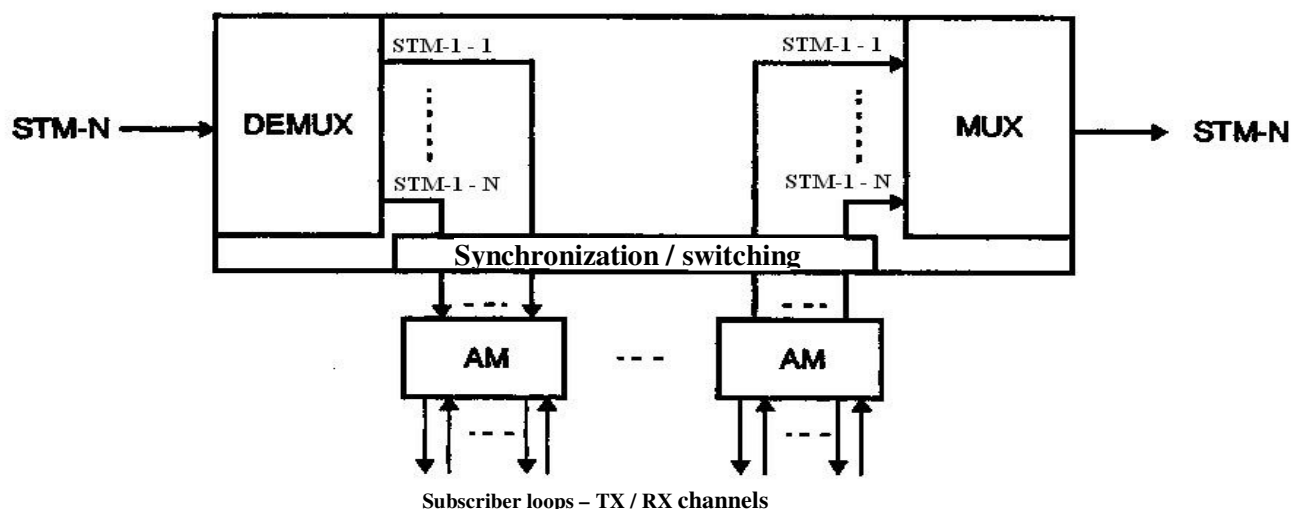 STM-1 - 1
STM-1 - 1
STM-N
DEMUX
MUX
STM-N
STM-1 - N
STM-1 - N
Synchronization / switching
AM
AM
Subscriber loops – TX / RX channels